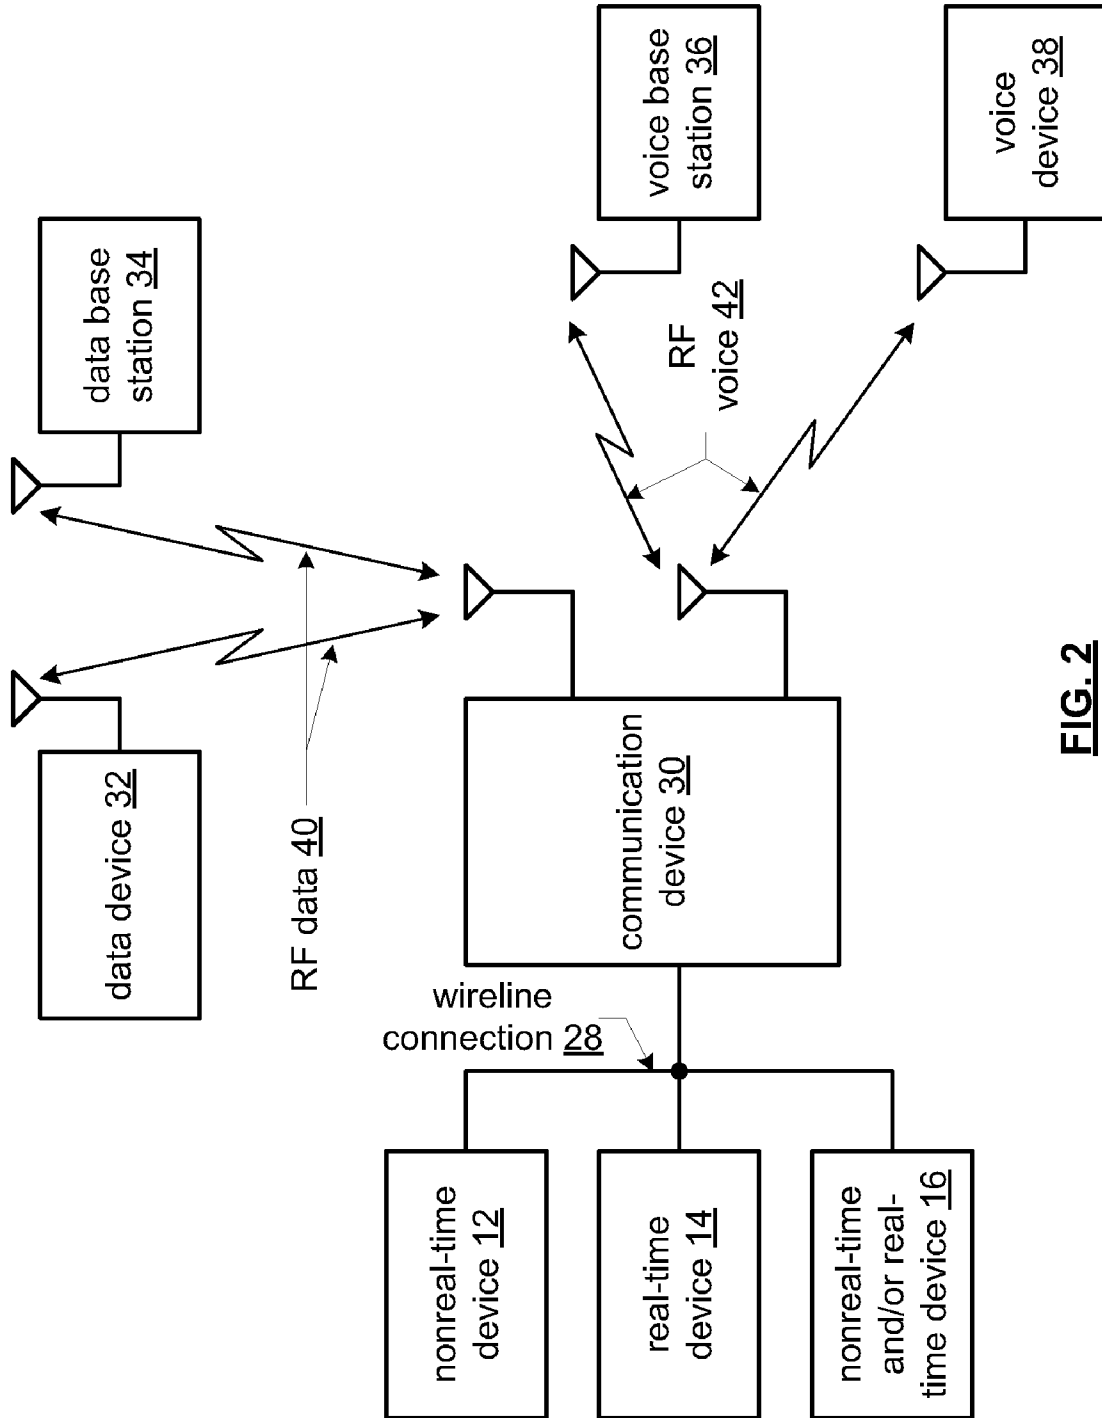 data device 32
data base
station 34
RF data 40
wireline
connection 28
communication
device 30
RF
voice 42
voice base
station 36
voice
device 38
nonreal-time
device 12
real-time
device 14
nonreal-time
and/or real-
time device 16
FIG. 2